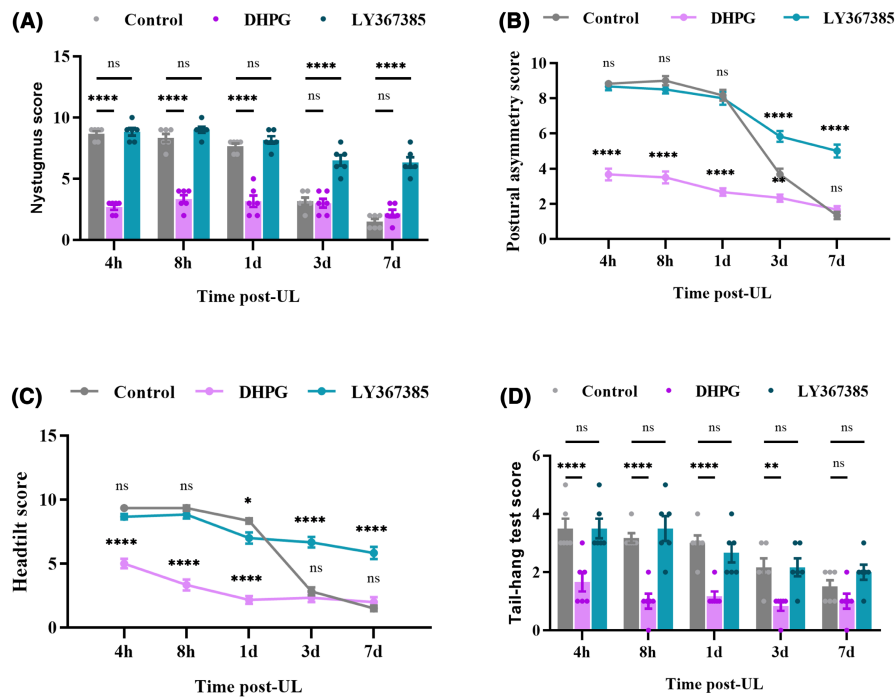 (A) Control DHPG LY367385
Nystugmus score
15
10
5
0
ns ns ns **** ****
**** **** **** ns ns
4h 8h 1d 3d 7d
Time post-UL
(B) Control DHPG LY367385
Postural asymmetry score
10
8
6
4
2
0
ns ns ns **** ****
**** **** **** ** ns
4h 8h 1d 3d 7d
Time post-UL
(C) Control DHPG LY367385
Headtilt score
15
10
5
0
ns ns * **** ****
**** **** **** ns ns
4h 8h 1d 3d 7d
Time post-UL
(D) Control DHPG LY367385
Tail-hang test score
6
4
2
0
ns ns ns ns ns
**** **** **** ** ns
4h 8h 1d 3d 7d
Time post-UL